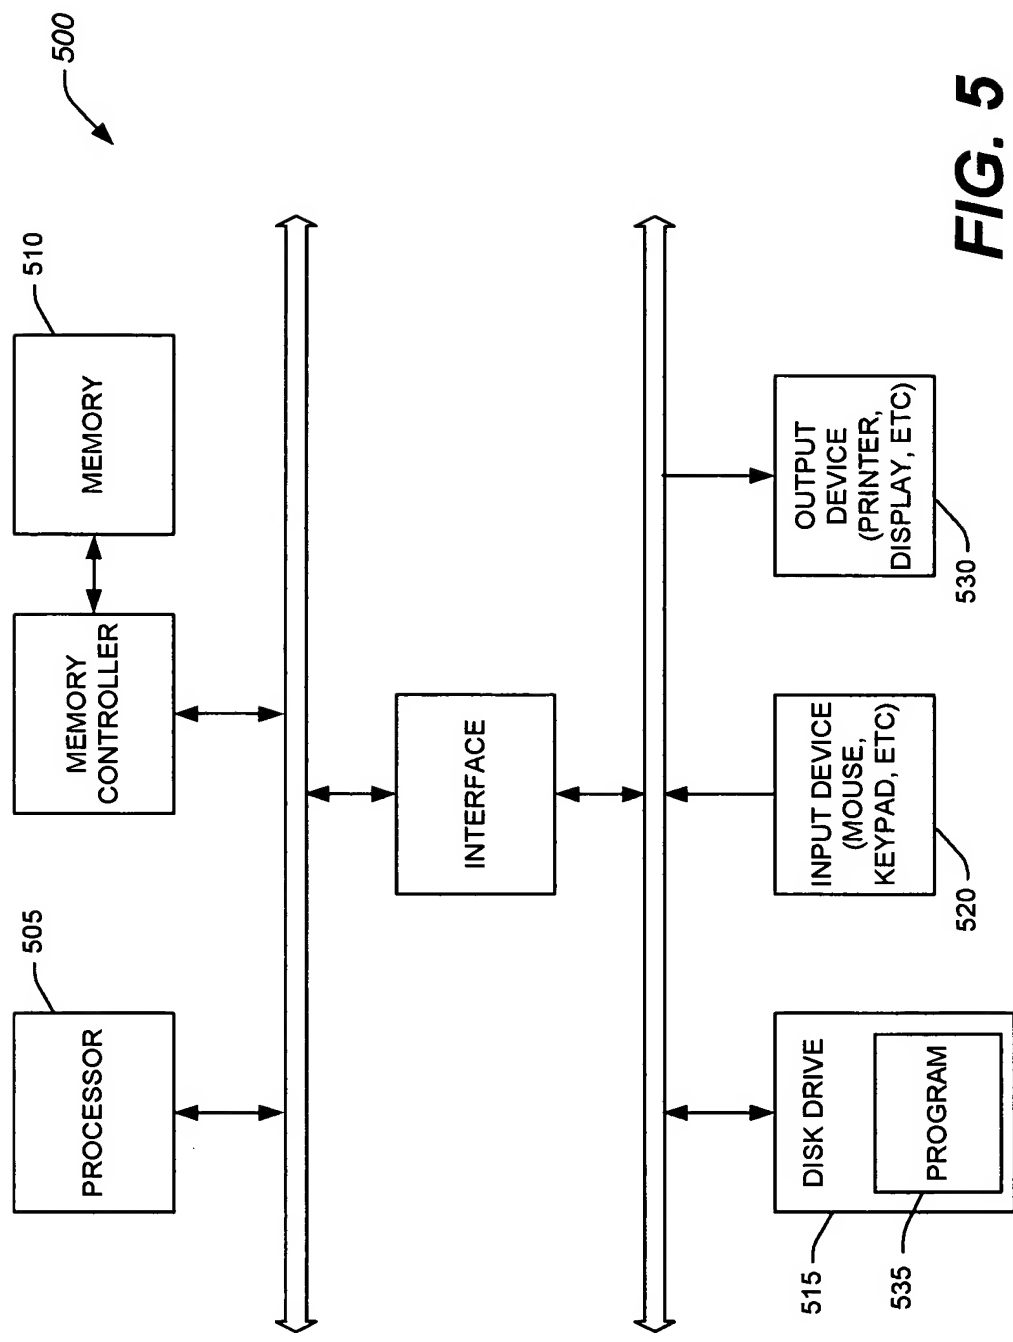 500
505
510
PROCESSOR
MEMORY
CONTROLLER
MEMORY
INTERFACE
DISK DRIVE
PROGRAM
515
535
INPUT DEVICE
(MOUSE,
KEYPAD, ETC)
520
OUTPUT
DEVICE
(PRINTER,
DISPLAY, ETC)
530
FIG. 5